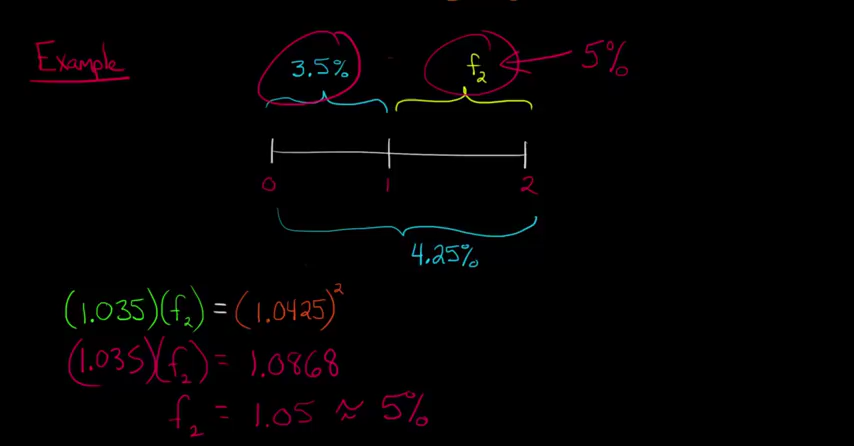 Example
3.5%
f₂
5%
0 1 2
4.25%
(1.035)(f₂) = (1.0425)²
(1.035)(f₂) = 1.0868
f₂ = 1.05 ≈ 5%